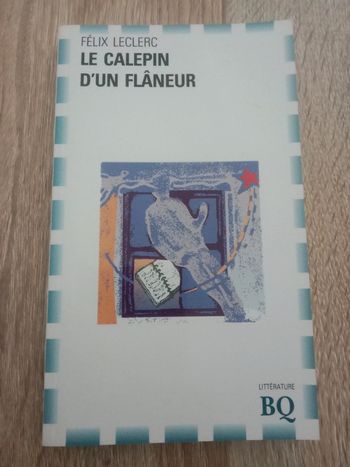 FÉLIX LECLERC
LE CALEPIN
D'UN FLÂNEUR
LITTÉRATURE
BQ